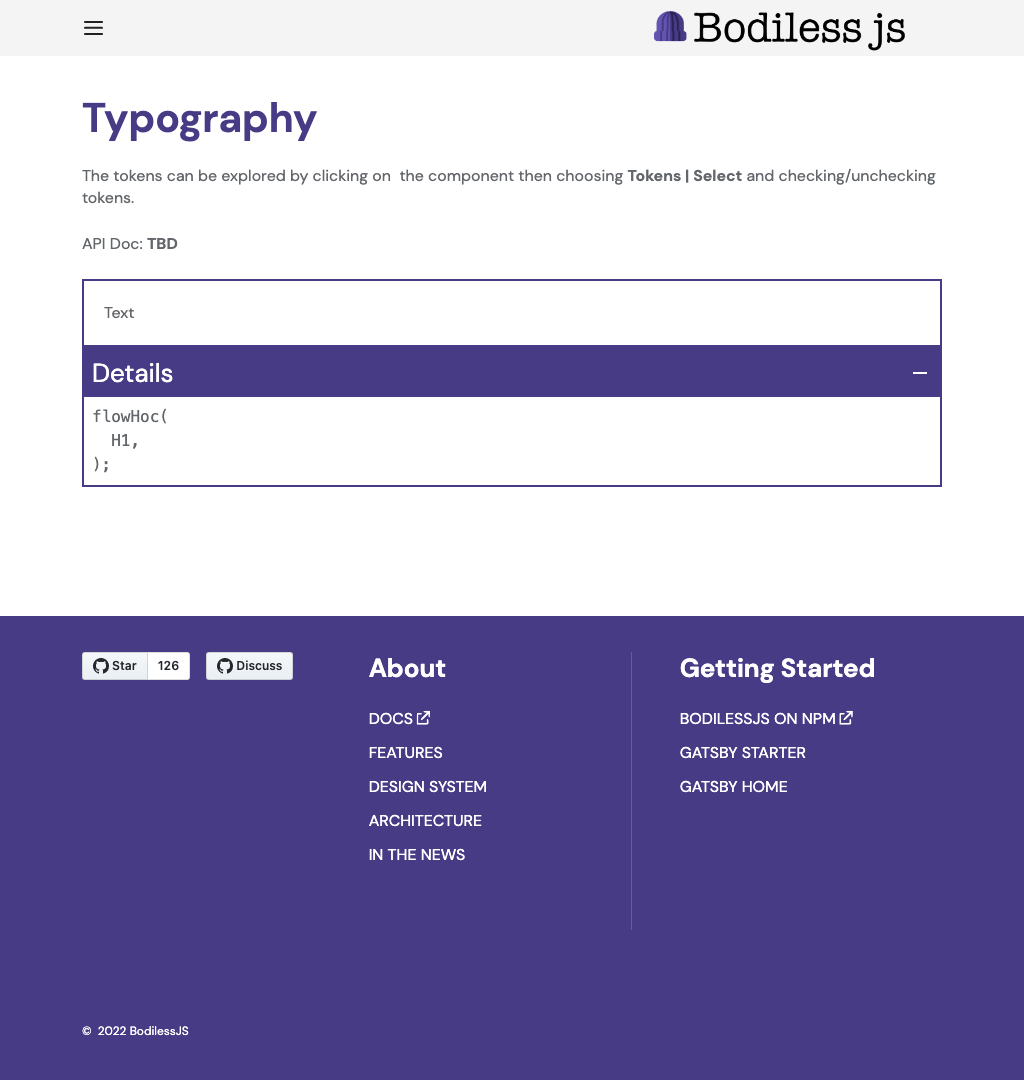 Bodiless js
Typography
The tokens can be explored by clicking on  the component then choosing Tokens | Select and checking/unchecking
tokens.
API Doc: TBD
Text
Details
flowHoc(
  H1,
);
Star 126 Discuss
About
DOCS
FEATURES
DESIGN SYSTEM
ARCHITECTURE
IN THE NEWS
Getting Started
BODILESSJS ON NPM
GATSBY STARTER
GATSBY HOME
© 2022 BodilessJS